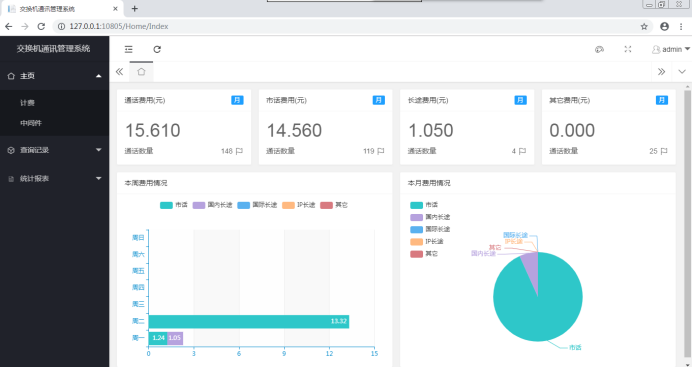 交换机通讯管理系统
127.0.0.1:10805/Home/Index
交换机通讯管理系统
admin
主页
计费
中间件
查询记录
统计报表
通话费用(元) 月
15.610
通话数量 148
市话费用(元) 月
14.560
通话数量 119
长途费用(元) 月
1.050
通话数量 4
其它费用(元) 月
0.000
通话数量 25
本周费用情况
市话 国内长途 国际长途 IP长途 其它
周日
周六
周五
周四
周三
周二 13.32
周一 1.24 1.05
0 3 6 9 12 15
本月费用情况
市话
国内长途
国际长途
IP长途
其它
国际长途
IP长途
其它
国内长途
市话